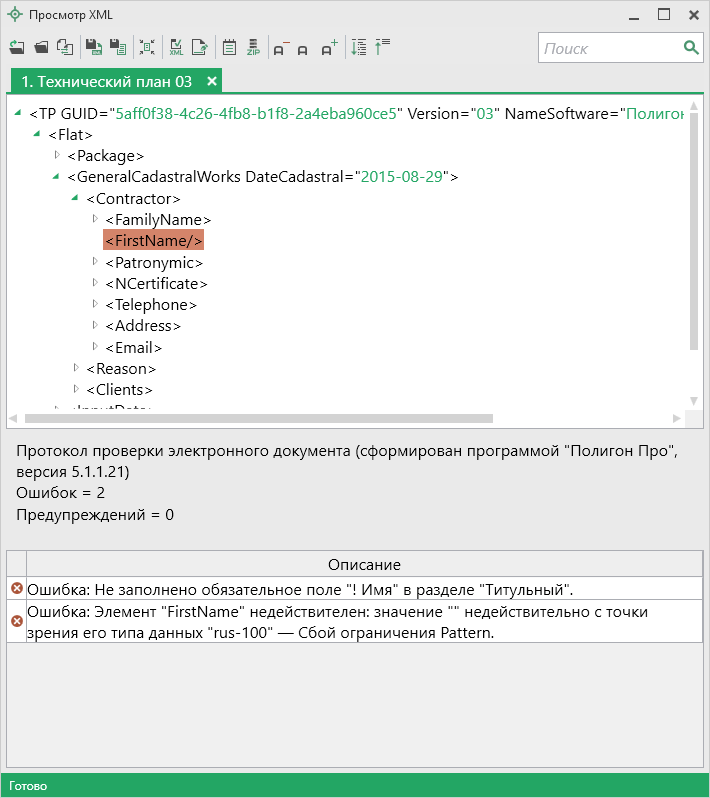 Просмотр XML
XML
ZIP
Поиск
1. Технический план 03
<TP GUID="5aff0f38-4c26-4fb8-b1f8-2a4eba960ce5" Version="03" NameSoftware="Полигон
<Flat>
<Package>
<GeneralCadastralWorks DateCadastral="2015-08-29">
<Contractor>
<FamilyName>
<FirstName/>
<Patronymic>
<NCertificate>
<Telephone>
<Address>
<Email>
<Reason>
<Clients>
<InputData>
Протокол проверки электронного документа (сформирован программой "Полигон Про",
версия 5.1.1.21)
Ошибок = 2
Предупреждений = 0
Описание
Ошибка: Не заполнено обязательное поле "! Имя" в разделе "Титульный".
Ошибка: Элемент "FirstName" недействителен: значение "" недействительно с точки
зрения его типа данных "rus-100" — Сбой ограничения Pattern.
Готово